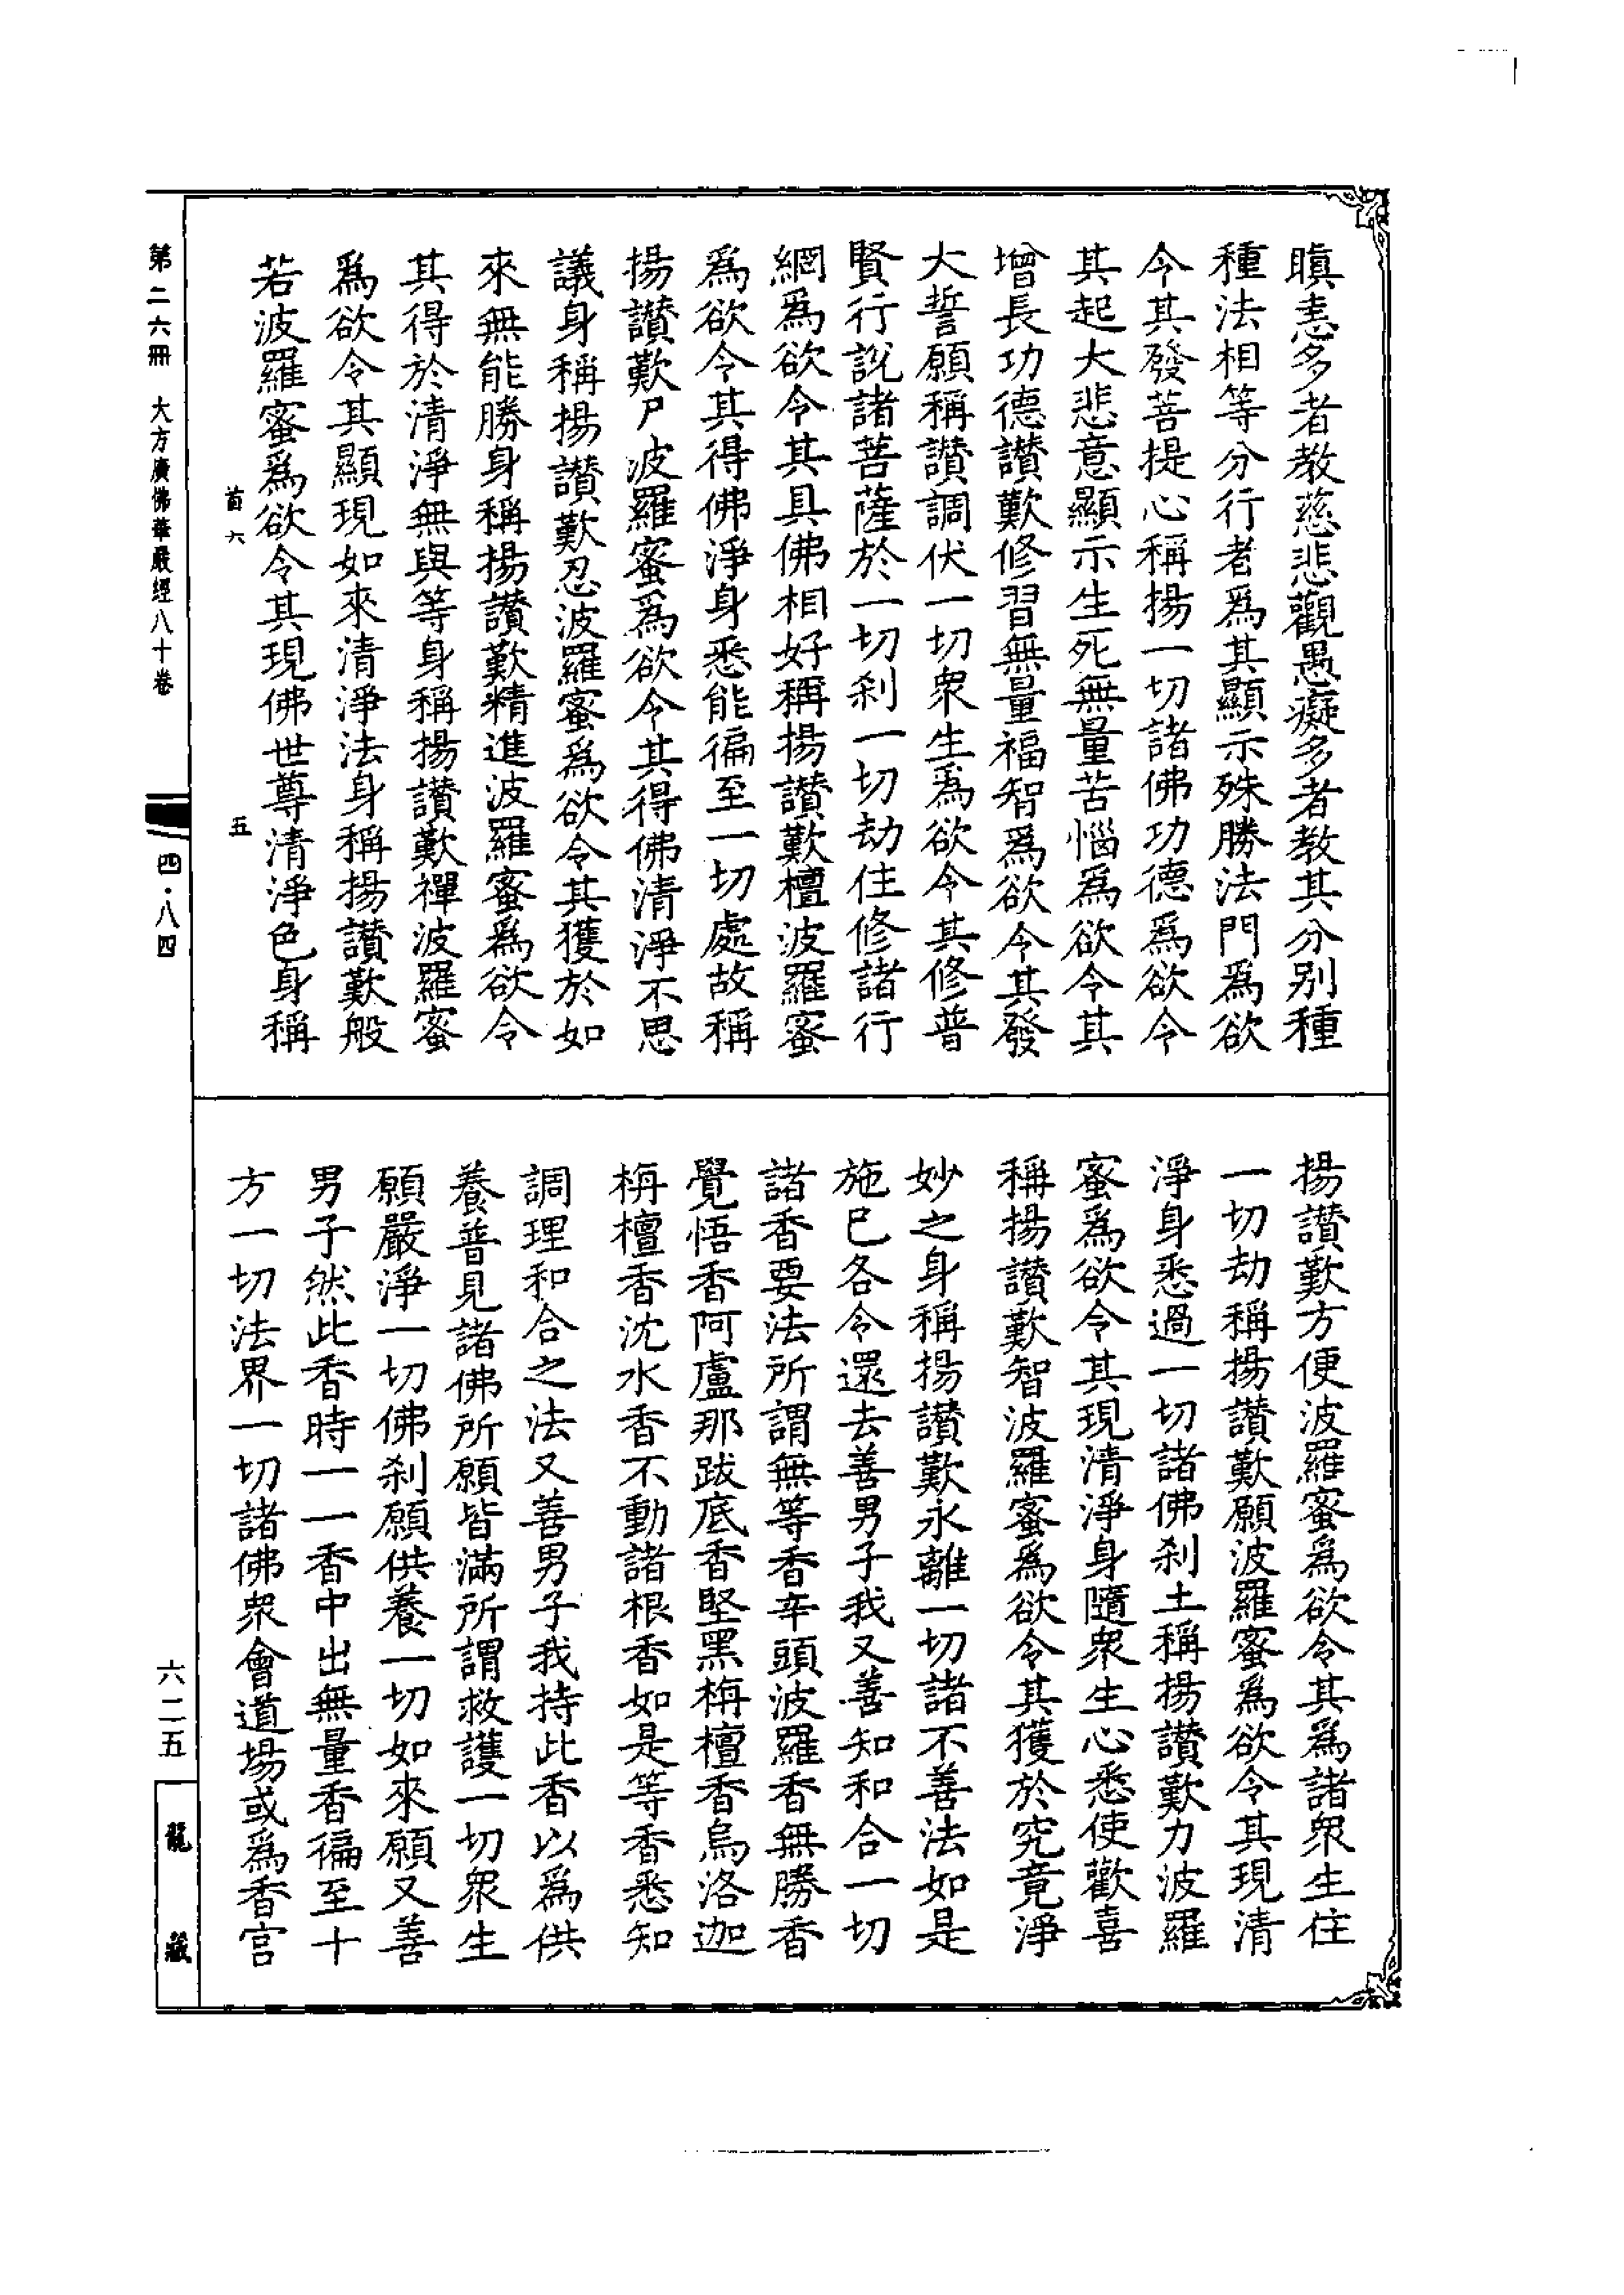 瞋恚多者教慈悲觀愚癡多者教其分别種
種法相等分行者爲其顯示殊勝法門爲欲
令其發菩提心稱揚一切諸佛功德爲欲令
其起大悲意顯示生死無量苦惱爲欲令其
增長功德讃歎修習無量福智爲欲令其發
大誓願稱讃調伏一切衆生爲欲令其修普
賢行說諸菩薩於一切刹一切劫住修諸行
網爲欲令其具佛相好稱揚讃歎檀波羅蜜
爲欲令其得佛淨身悉能徧至一切處故稱
揚讃歎尸波羅蜜爲欲令其得佛清淨不思
議身稱揚讃歎忍波羅蜜爲欲令其獲於如
來無能勝身稱揚讃歎精進波羅蜜爲欲令
其得於清淨無與等身稱揚讃歎禪波羅蜜
爲欲令其顯現如來清淨法身稱揚讃歎般
若波羅蜜爲欲令其現佛世尊清淨色身稱
揚讃歎方便波羅蜜爲欲令其爲諸衆生住
一切劫稱揚讃歎願波羅蜜爲欲令其現清
淨身悉過一切諸佛刹土稱揚讃歎力波羅
蜜爲欲令其現清淨身隨衆生心悉使歡喜
稱揚讃歎智波羅蜜爲欲令其獲於究竟淨
妙之身稱揚讃歎永離一切諸不善法如是
施已各令還去善男子我又善知和合一切
諸香要法所謂無等香辛頭波羅香無勝香
覺悟香阿盧那跋底香堅黑栴檀香烏洛迦
栴檀香沈水香不動諸根香如是等香悉知
調理和合之法又善男子我持此香以爲供
養普見諸佛所願皆滿所謂救護一切衆生
願嚴淨一切佛刹願供養一切如來願又善
男子然此香時一一香中出無量香徧至十
方一切法界一切諸佛衆會道場或爲香宮
首六 五
第二六冊 大方廣佛華嚴經八十卷
四·八四
六二五
龍藏